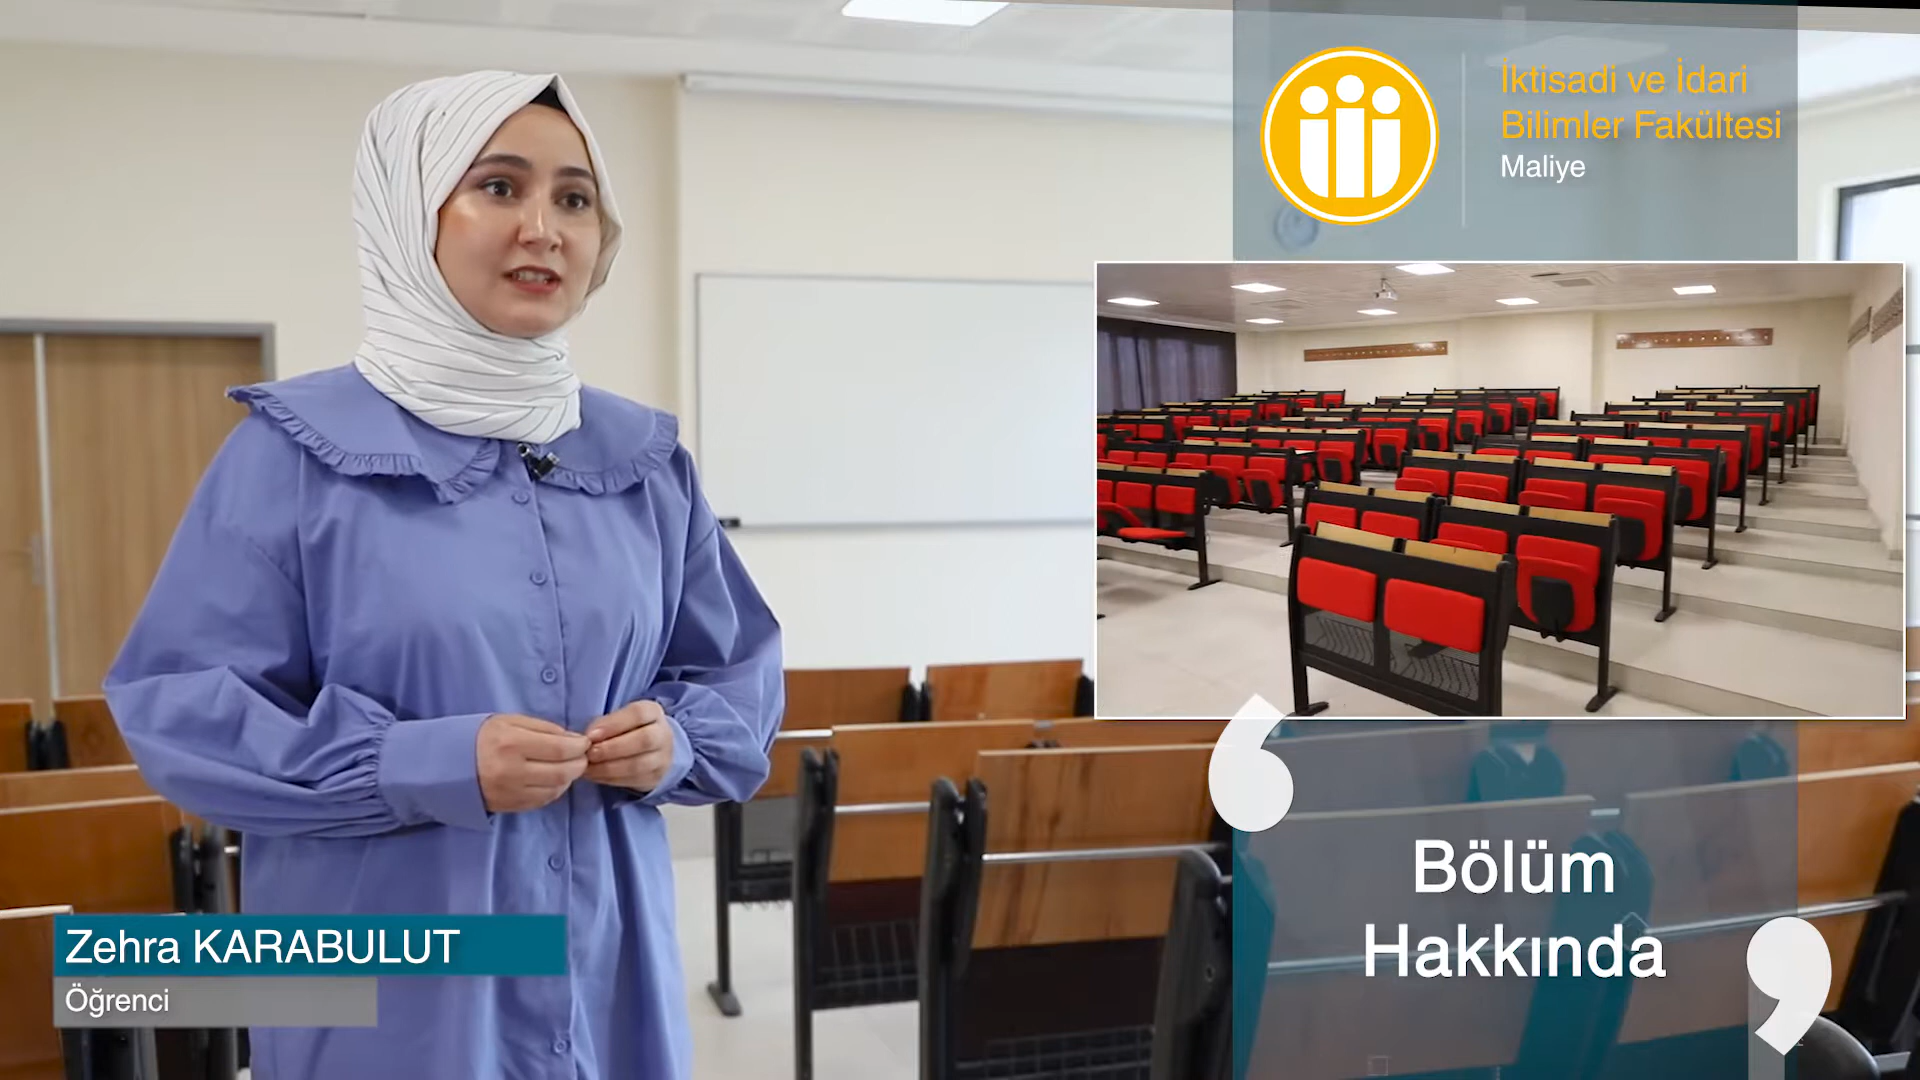 İktisadi ve İdari
Bilimler Fakültesi
Maliye
Bölüm
Hakkında
Zehra KARABULUT
Öğrenci